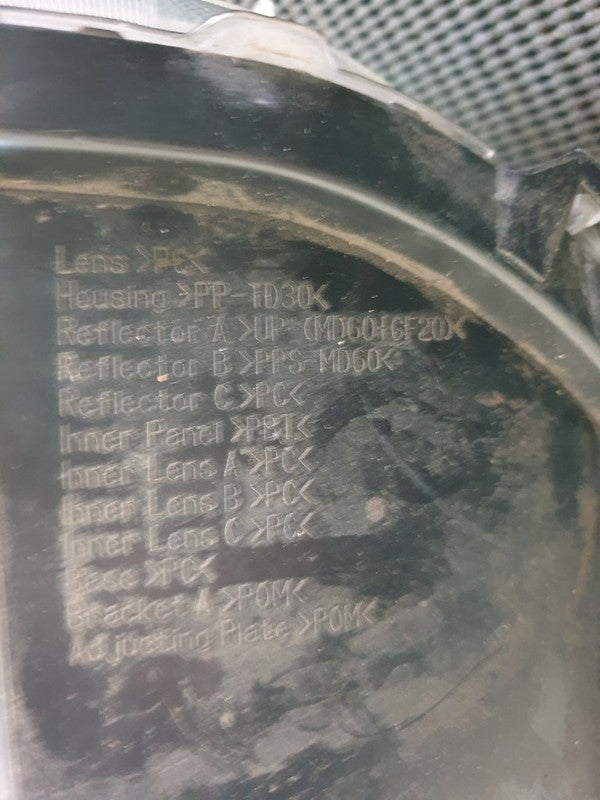 Lens >PC<
Housing >PP-TD30<
Reflector A >UP-(MD60+GF20)<
Reflector B >PPS-MD60<
Reflector C >PC<
Inner Panel >PBT<
Inner Lens A >PC<
Inner Lens B >PC<
Inner Lens C >PC<
Base >PC<
Bracket A >POM<
Adjusting Plate >POM<